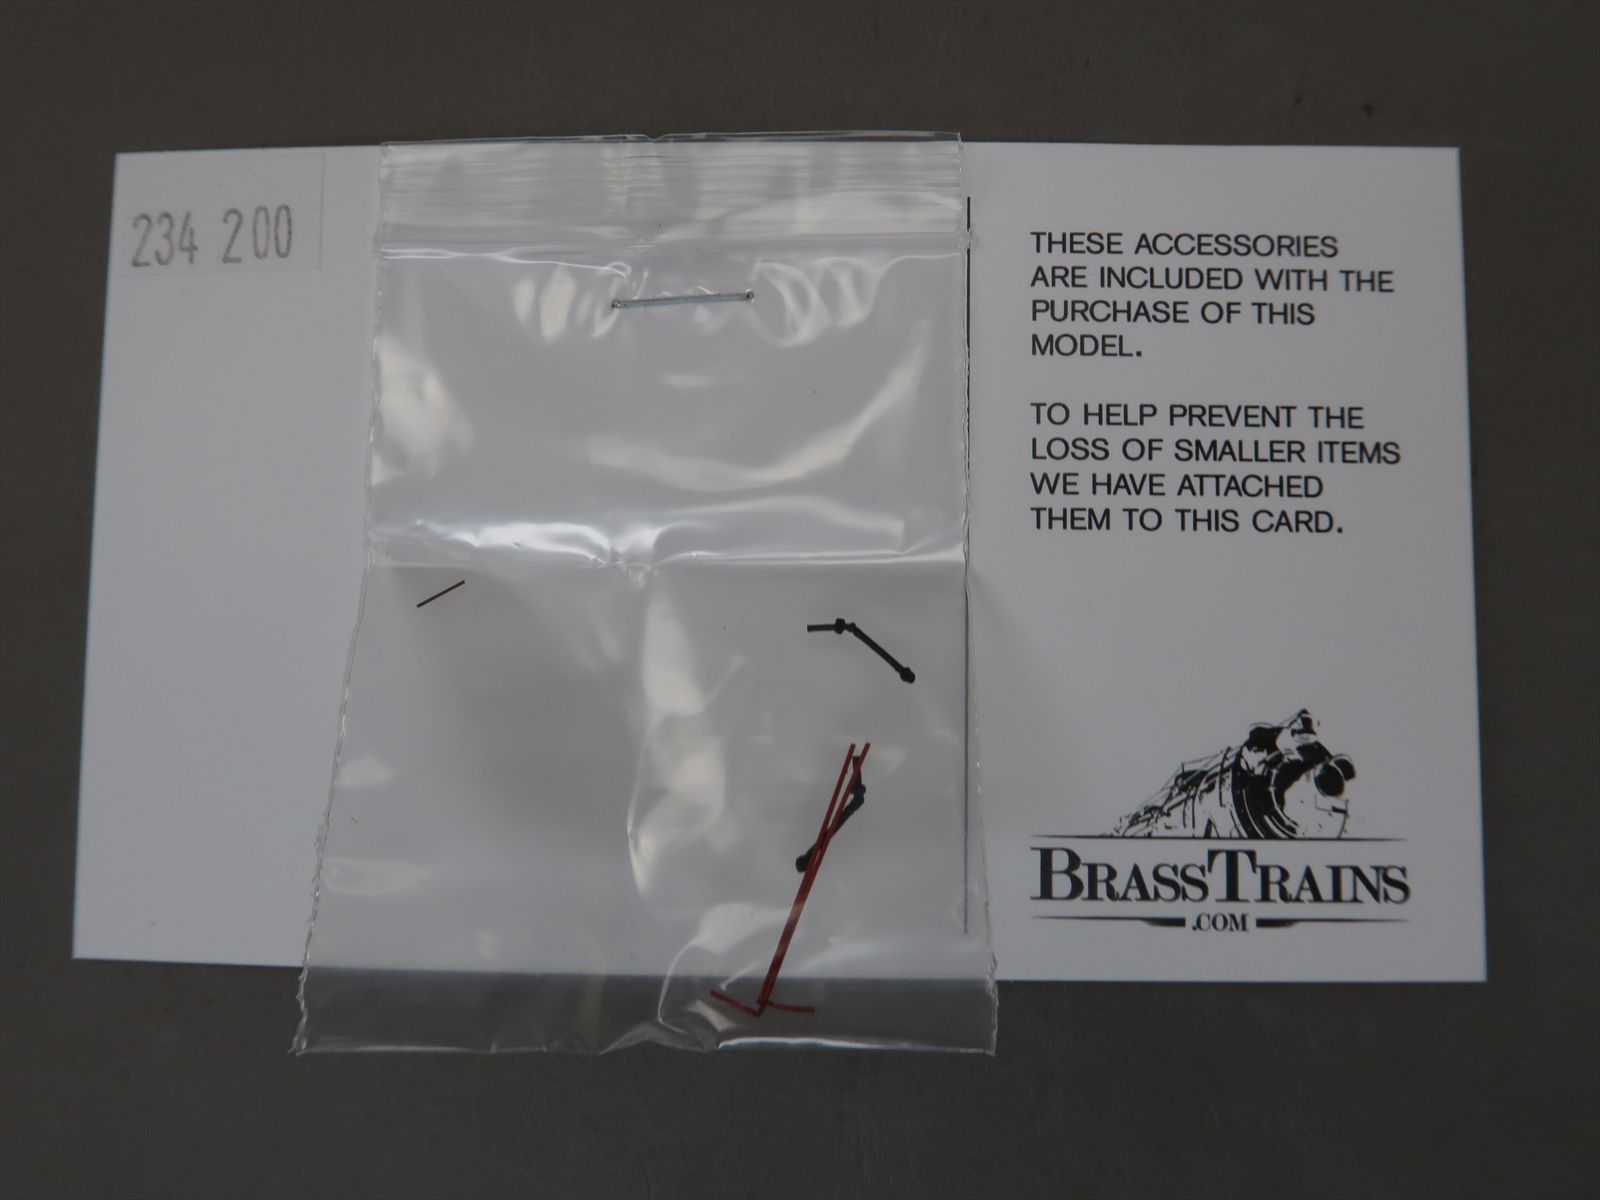 234 200
THESE ACCESSORIES
ARE INCLUDED WITH THE
PURCHASE OF THIS
MODEL.
TO HELP PREVENT THE
LOSS OF SMALLER ITEMS
WE HAVE ATTACHED
THEM TO THIS CARD.
BRASSTRAINS
.COM